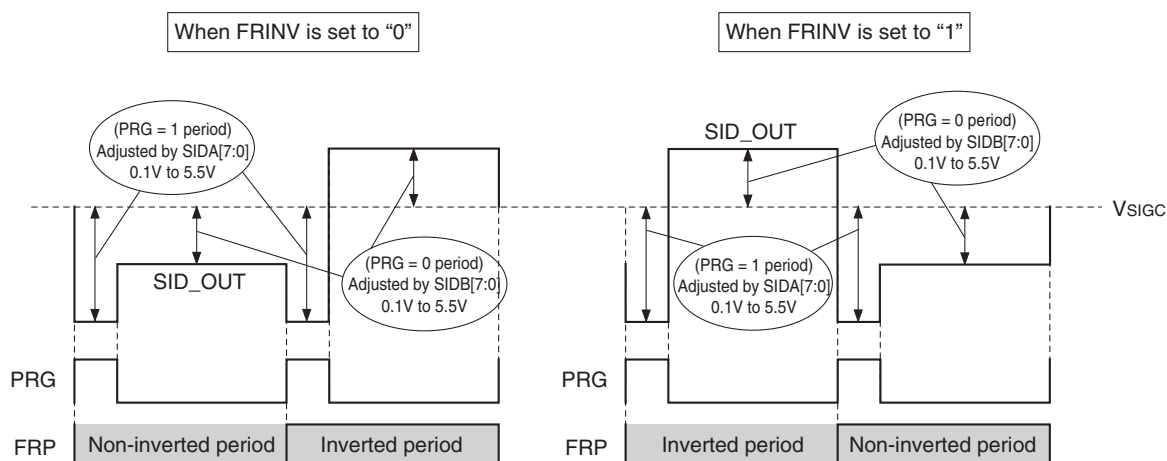 When FRINV is set to “0”
When FRINV is set to “1”
(PRG = 1 period)
Adjusted by SIDA[7:0]
0.1V to 5.5V
SID_OUT
(PRG = 0 period)
Adjusted by SIDB[7:0]
0.1V to 5.5V
SID_OUT
(PRG = 0 period)
Adjusted by SIDB[7:0]
0.1V to 5.5V
(PRG = 1 period)
Adjusted by SIDA[7:0]
0.1V to 5.5V
VSIGC
PRG
PRG
FRP
Non-inverted period
Inverted period
FRP
Inverted period
Non-inverted period